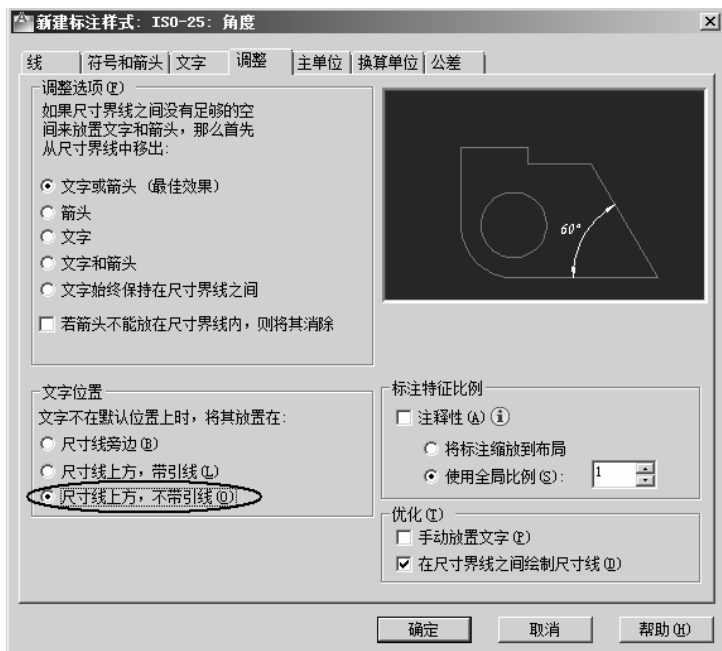 新建标注样式: ISO-25: 角度
线 符号和箭头 文字 调整 主单位 换算单位 公差
调整选项(F)
如果尺寸界线之间没有足够的空
间来放置文字和箭头，那么首先
从尺寸界线中移出:
文字或箭头 (最佳效果)
箭头
文字
文字和箭头
文字始终保持在尺寸界线之间
若箭头不能放在尺寸界线内，则将其消除
60°
文字位置
文字不在默认位置上时，将其放置在:
尺寸线旁边(B)
尺寸线上方，带引线(L)
尺寸线上方，不带引线(O)
标注特征比例
注释性(A)
将标注缩放到布局
使用全局比例(S): 1
优化(T)
手动放置文字(P)
在尺寸界线之间绘制尺寸线(D)
确定 取消 帮助(H)